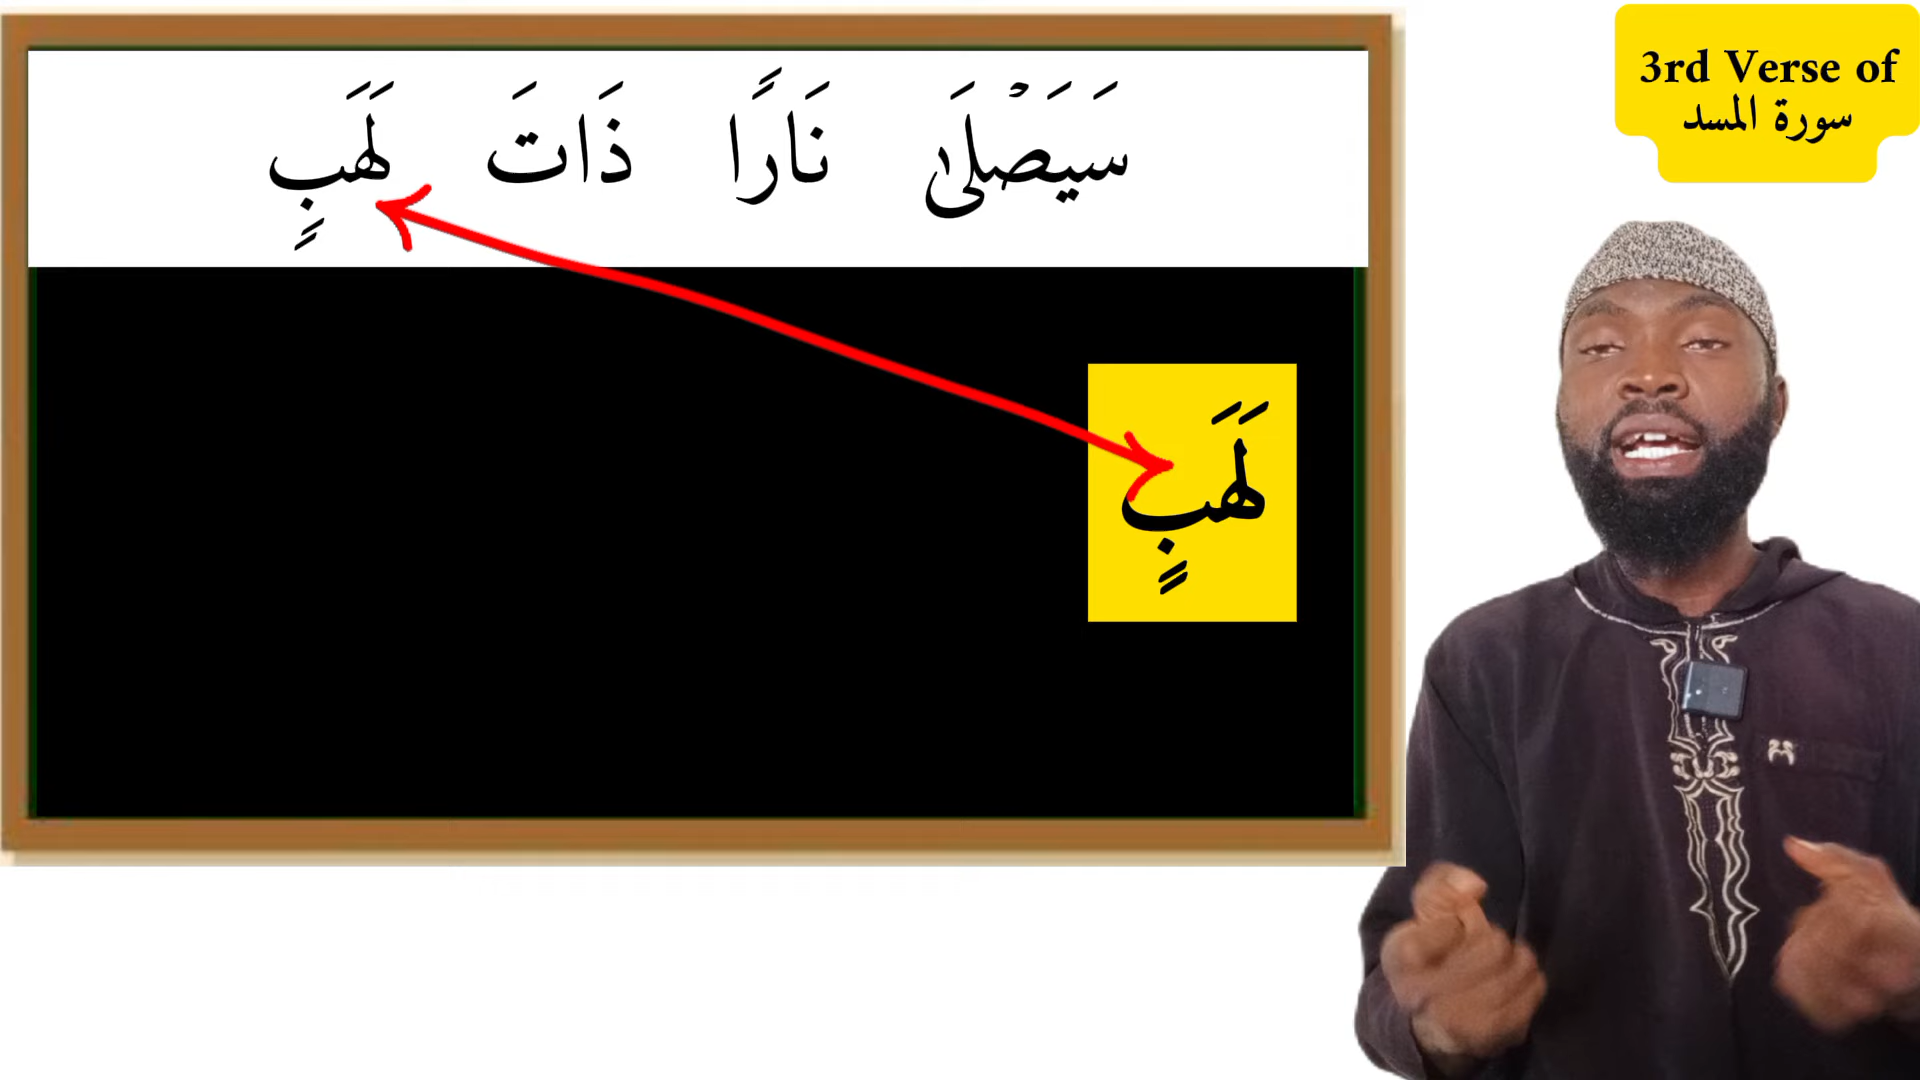 سَيَصْلَىٰ نَارًا ذَاتَ لَهَبٍ
3rd Verse of
سورة المسد
لَهَبٍ